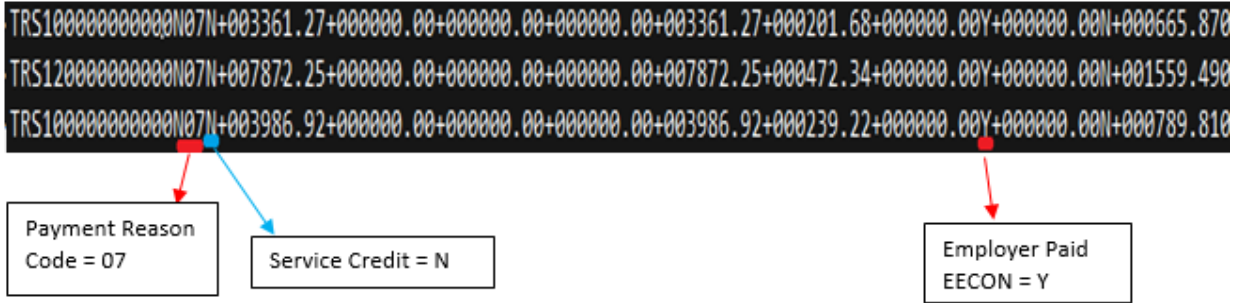 TRS100000000000N07N+003361.27+000000.00+000000.00+000000.00+003361.27+000201.68+000000.00Y+000000.00N+000665.870
TRS120000000000N07N+007872.25+000000.00+000000.00+000000.00+007872.25+000472.34+000000.00Y+000000.00N+001559.490
TRS100000000000N07N+003986.92+000000.00+000000.00+000000.00+003986.92+000239.22+000000.00Y+000000.00N+000789.810
Payment Reason
Code = 07
Service Credit = N
Employer Paid
EECON = Y